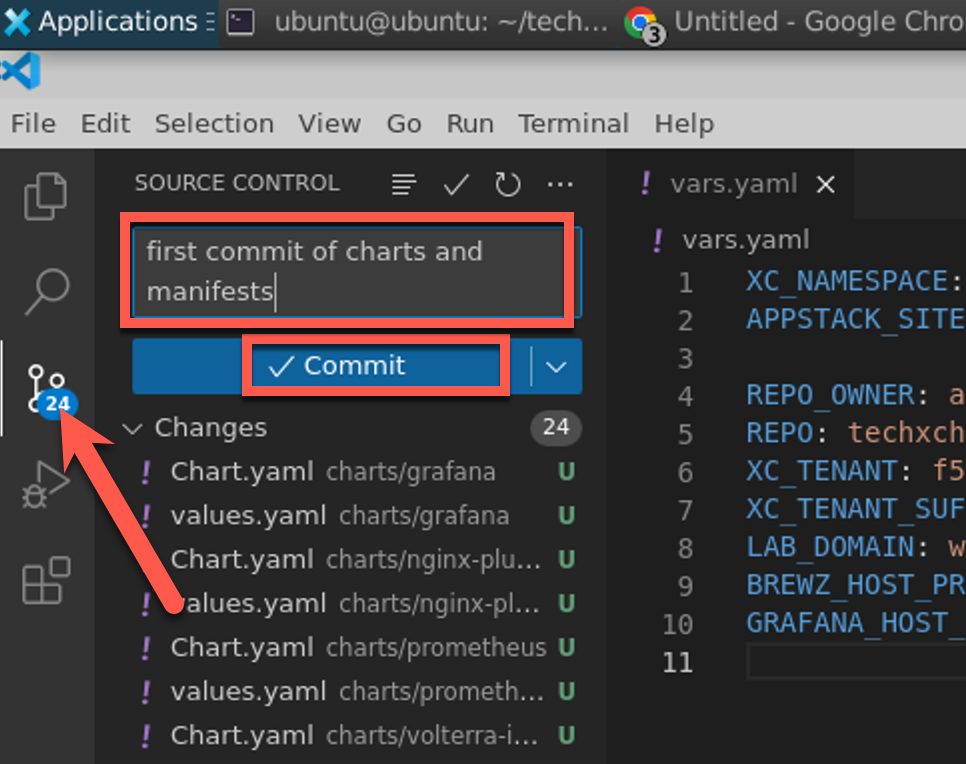 Applications
ubuntu@ubuntu: ~/tech...
3
Untitled - Google Chro
File Edit Selection View Go Run Terminal Help
SOURCE CONTROL
first commit of charts and
manifests
Commit
24
Changes 24
! Chart.yaml charts/grafana U
! values.yaml charts/grafana U
Chart.yaml charts/nginx-plu... U
! values.yaml charts/nginx-pl... U
! Chart.yaml charts/prometheus U
! values.yaml charts/prometh... U
! Chart.yaml charts/volterra-i... U
! vars.yaml
! vars.yaml
1 XC_NAMESPACE:
2 APPSTACK_SITE
3
4 REPO_OWNER: a
5 REPO: techxch
6 XC_TENANT: f5
7 XC_TENANT_SUF
8 LAB_DOMAIN: w
9 BREWZ_HOST_PR
10 GRAFANA_HOST_
11